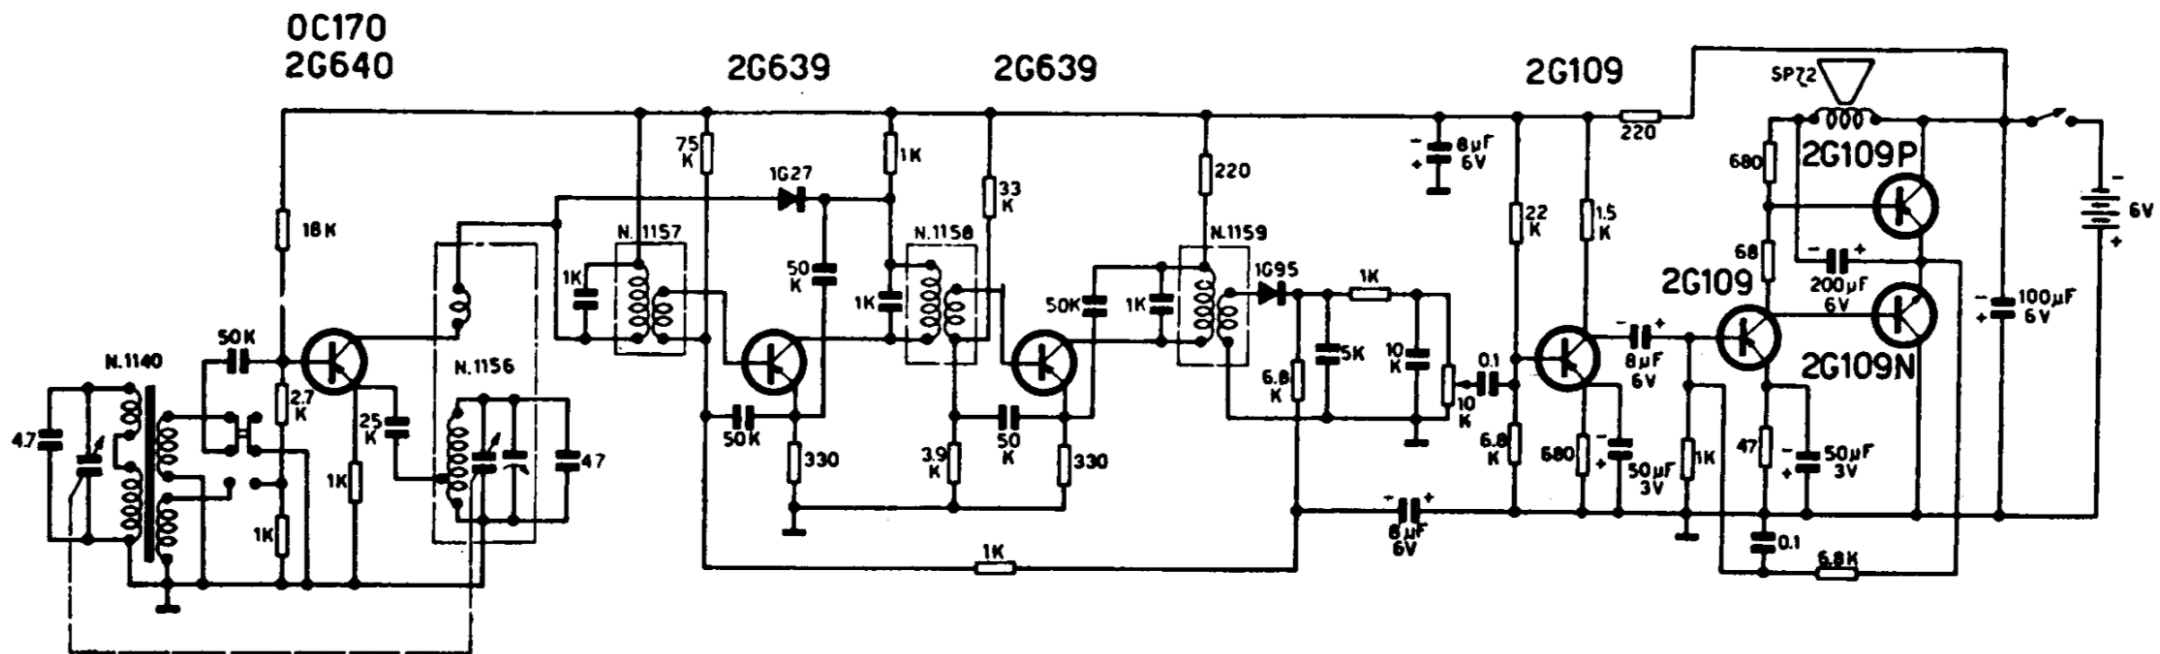 OC170
2G640
2G639
2G639
2G109
SP72
220
75
K
1K
1G27
33
K
220
8µF
6V
680
2G109P
6V
18K
N.1157
N.1158
N.1159
22
K
1.5
K
68
2G109
200µF
6V
100µF
6V
1K
50
K
1K
50K
1K
1G95
1K
50K
N.1140
N.1156
2.7
K
5K
10
K
0.1
8µF
6V
2G109N
6.8
K
10
K
4.7
25
K
50K
50
K
47
1K
330
3.9
K
330
6.8
K
680
50µF
3V
1K
47
50µF
3V
1K
1K
8µF
6V
0.1
6.8K